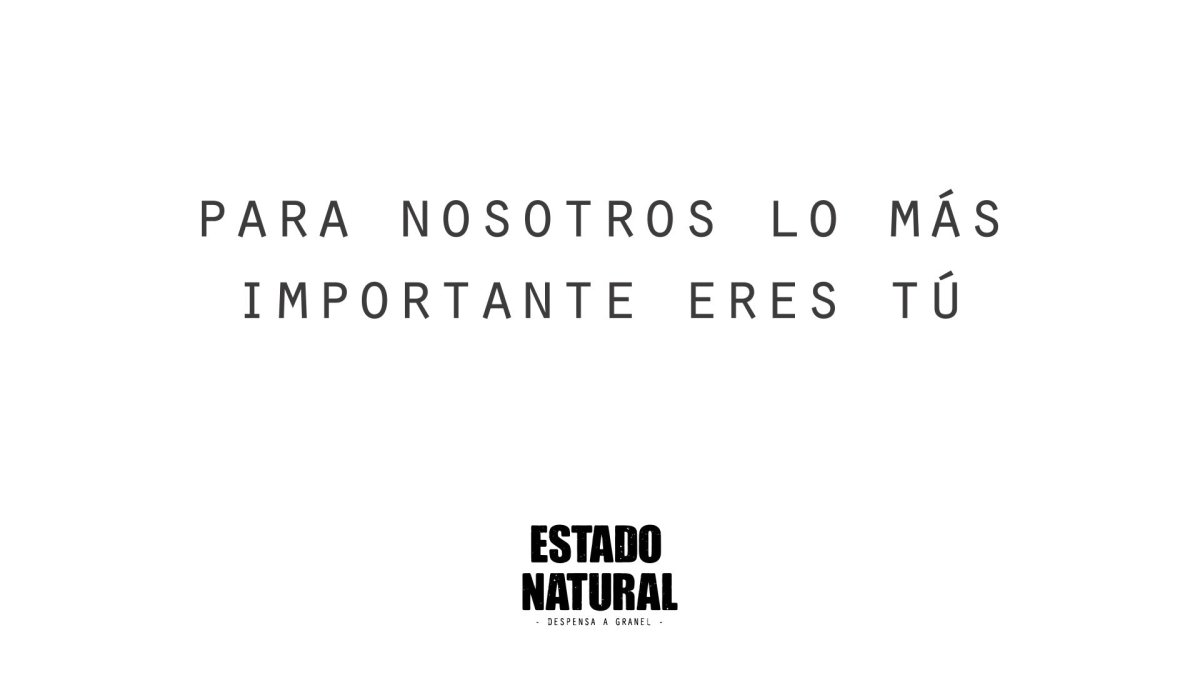 PARA NOSOTROS LO MÁS
IMPORTANTE ERES TÚ
ESTADO
NATURAL
- DESPENSA A GRANEL -